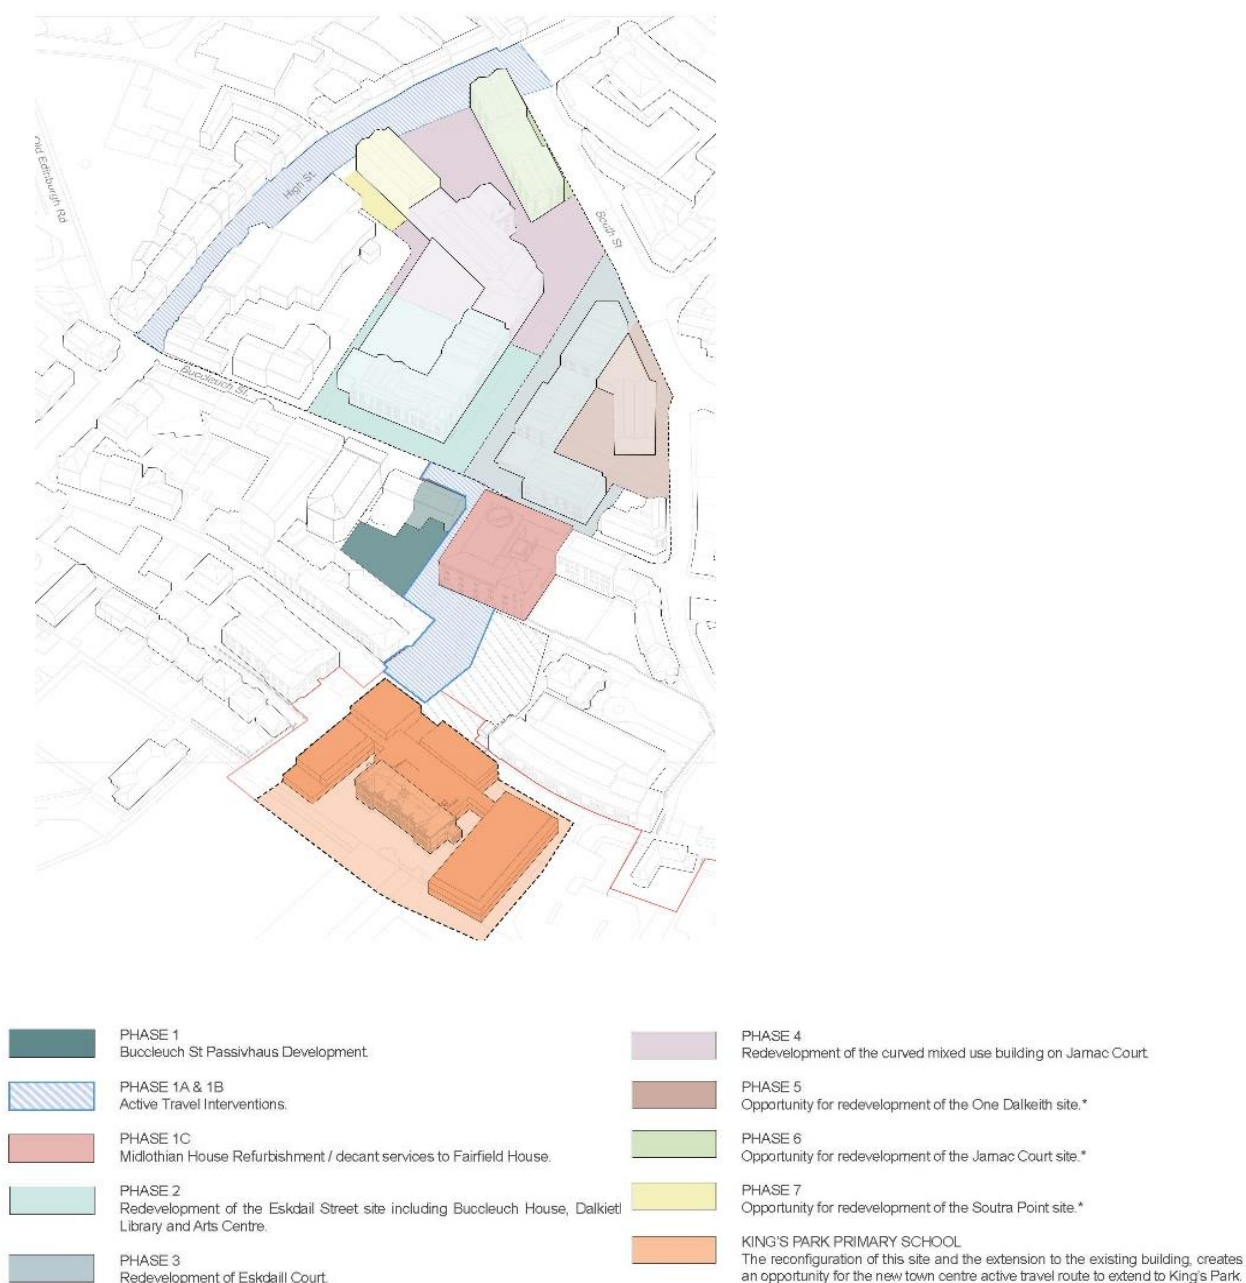 Old Edinburgh Rd
High St.
South St
Buccleuch St.
PHASE 1
Buccleuch St Passivhaus Development.
PHASE 1A & 1B
Active Travel Interventions.
PHASE 1C
Midlothian House Refurbishment / decant services to Fairfield House.
PHASE 2
Redevelopment of the Eskdail Street site including Buccleuch House, Dalkieth
Library and Arts Centre.
PHASE 3
Redevelopment of Eskdaill Court.
PHASE 4
Redevelopment of the curved mixed use building on Jarnac Court.
PHASE 5
Opportunity for redevelopment of the One Dalkeith site.*
PHASE 6
Opportunity for redevelopment of the Jarnac Court site.*
PHASE 7
Opportunity for redevelopment of the Soutra Point site.*
KING'S PARK PRIMARY SCHOOL
The reconfiguration of this site and the extension to the existing building, creates
an opportunity for the new town centre active travel route to extend to King's Park.